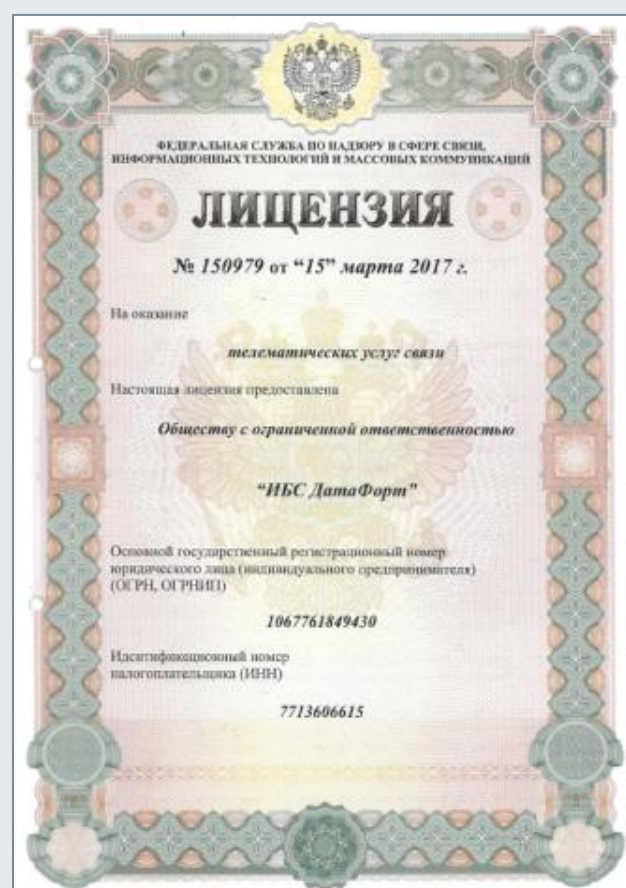 ФЕДЕРАЛЬНАЯ СЛУЖБА ПО НАДЗОРУ В СФЕРЕ СВЯЗИ,
ИНФОРМАЦИОННЫХ ТЕХНОЛОГИЙ И МАССОВЫХ КОММУНИКАЦИЙ
ЛИЦЕНЗИЯ
№ 150979 от “15” марта 2017 г.
На оказание
телематических услуг связи
Настоящая лицензия предоставлена
Обществу с ограниченной ответственностью
“ИБС ДатаФорт”
Основной государственный регистрационный номер
юридического лица (индивидуального предпринимателя)
(ОГРН, ОГРНИП)
1067761849430
Идентификационный номер
налогоплательщика (ИНН)
7713606615